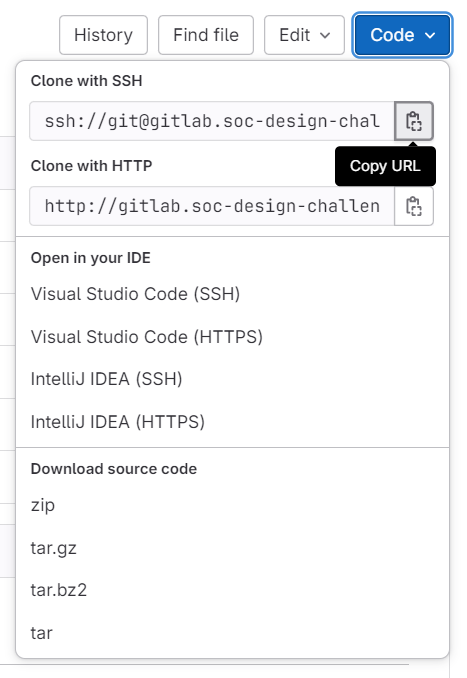 History Find file Edit Code
Clone with SSH
ssh://git@gitlab.soc-design-chal
Clone with HTTP
Copy URL
http://gitlab.soc-design-challen
Open in your IDE
Visual Studio Code (SSH)
Visual Studio Code (HTTPS)
IntelliJ IDEA (SSH)
IntelliJ IDEA (HTTPS)
Download source code
zip
tar.gz
tar.bz2
tar